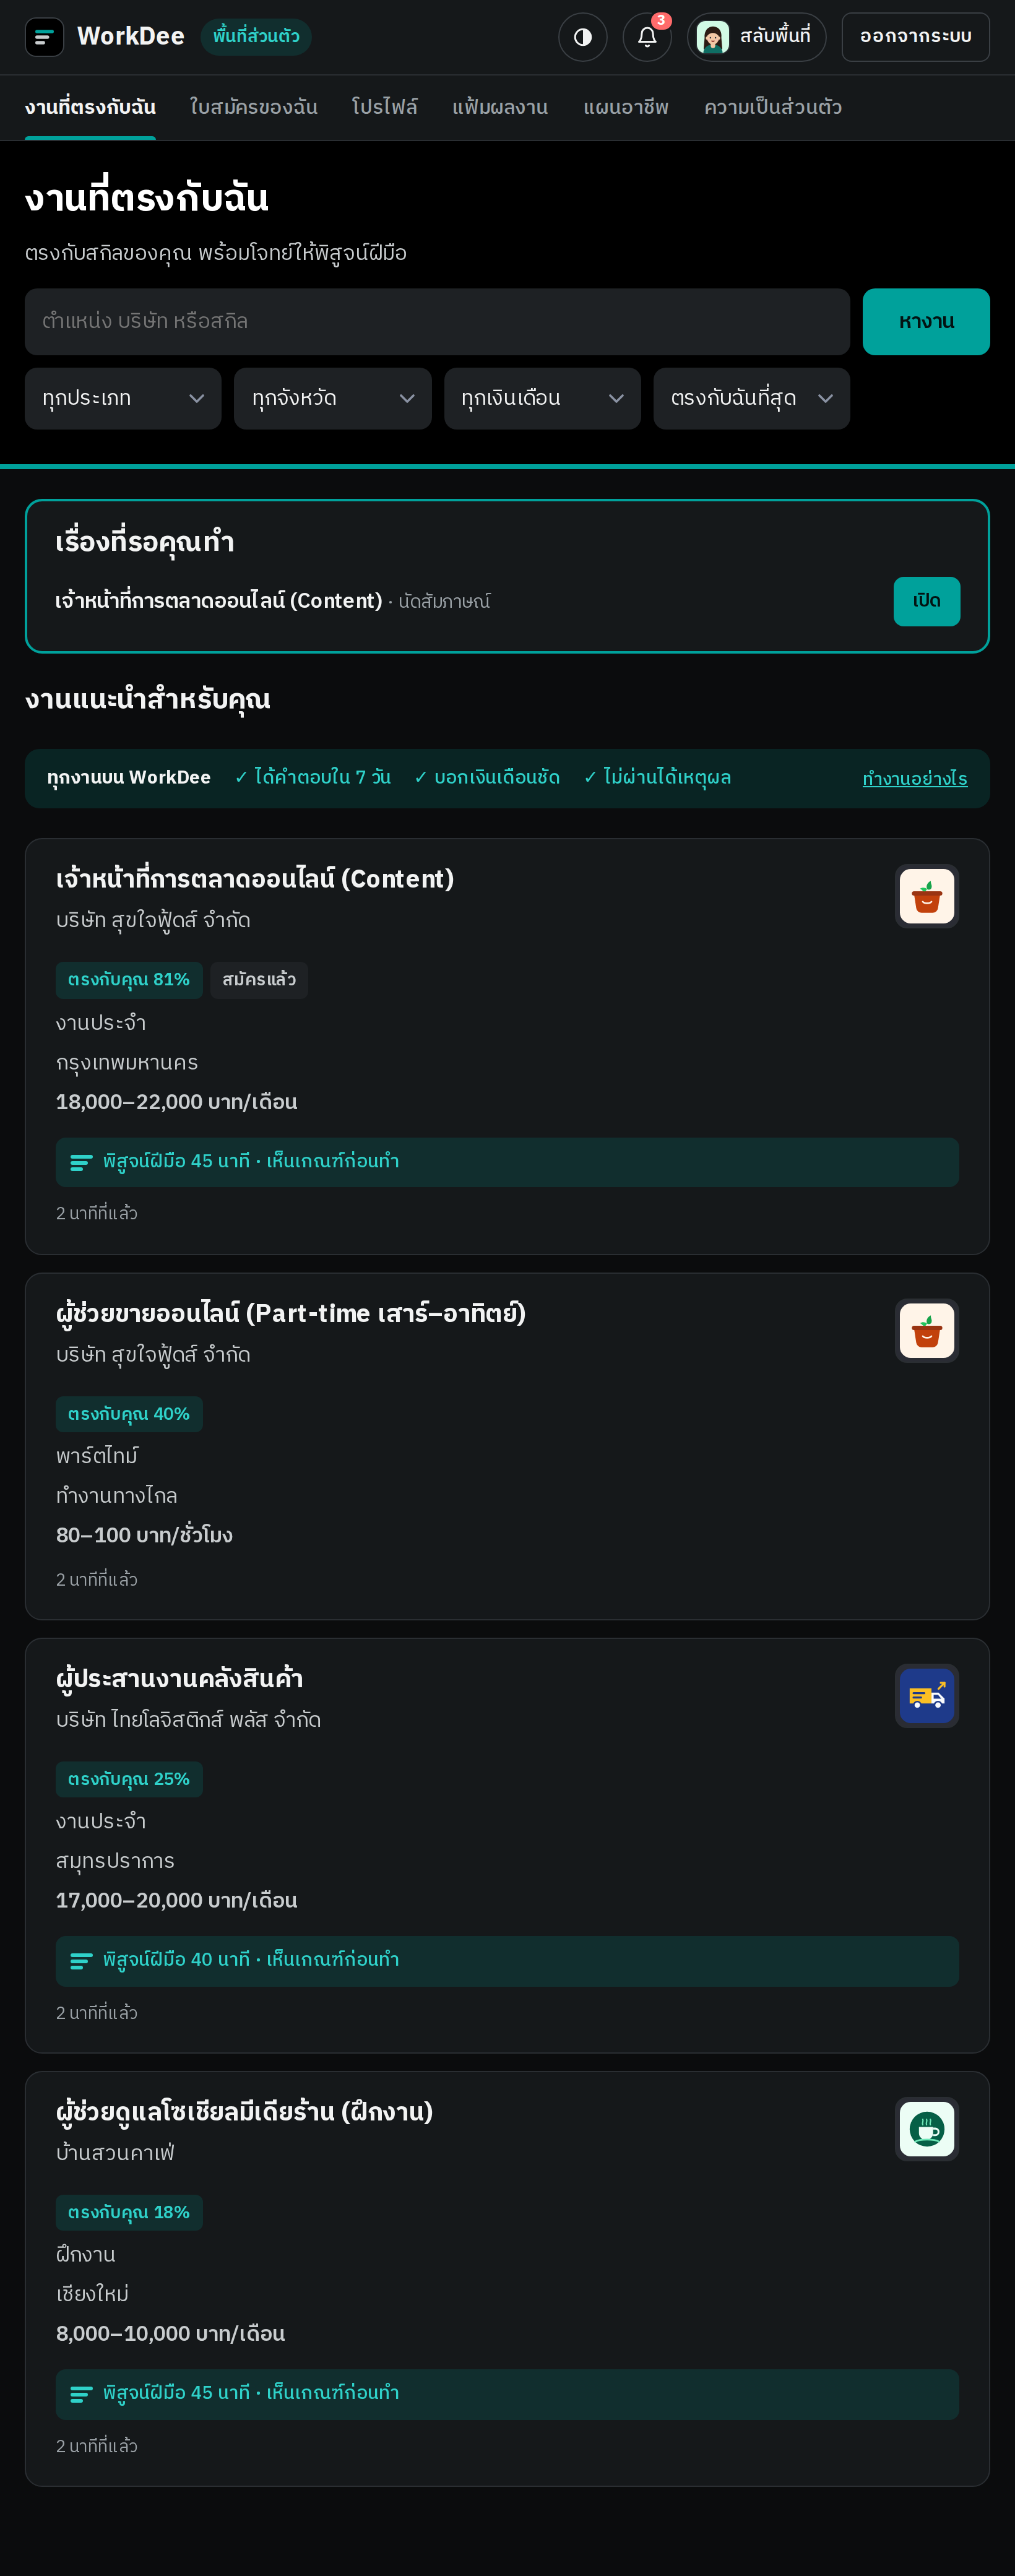 WorkDee พื้นที่ส่วนตัว 3 สลับพื้นที่ ออกจากระบบ
งานที่ตรงกับฉัน ใบสมัครของฉัน โปรไฟล์ แฟ้มผลงาน แผนอาชีพ ความเป็นส่วนตัว
งานที่ตรงกับฉัน
ตรงกับสกิลของคุณ พร้อมโจทย์ให้พิสูจน์ฝีมือ
ตำแหน่ง บริษัท หรือสกิล หางาน
ทุกประเภท ทุกจังหวัด ทุกเงินเดือน ตรงกับฉันที่สุด
เรื่องที่รอคุณทำ
เจ้าหน้าที่การตลาดออนไลน์ (Content) · นัดสัมภาษณ์ เปิด
งานแนะนำสำหรับคุณ
ทุกงานบน WorkDee ✓ ได้คำตอบใน 7 วัน ✓ บอกเงินเดือนชัด ✓ ไม่ผ่านได้เหตุผล ทำงานอย่างไร
เจ้าหน้าที่การตลาดออนไลน์ (Content)
บริษัท สุขใจฟู้ดส์ จำกัด
ตรงกับคุณ 81% สมัครแล้ว
งานประจำ
กรุงเทพมหานคร
18,000–22,000 บาท/เดือน
พิสูจน์ฝีมือ 45 นาที · เห็นเกณฑ์ก่อนทำ
2 นาทีที่แล้ว
ผู้ช่วยขายออนไลน์ (Part-time เสาร์–อาทิตย์)
บริษัท สุขใจฟู้ดส์ จำกัด
ตรงกับคุณ 40%
พาร์ตไทม์
ทำงานทางไกล
80–100 บาท/ชั่วโมง
2 นาทีที่แล้ว
ผู้ประสานงานคลังสินค้า
บริษัท ไทยโลจิสติกส์ พลัส จำกัด
ตรงกับคุณ 25%
งานประจำ
สมุทรปราการ
17,000–20,000 บาท/เดือน
พิสูจน์ฝีมือ 40 นาที · เห็นเกณฑ์ก่อนทำ
2 นาทีที่แล้ว
ผู้ช่วยดูแลโซเชียลมีเดียร้าน (ฝึกงาน)
บ้านสวนคาเฟ่
ตรงกับคุณ 18%
ฝึกงาน
เชียงใหม่
8,000–10,000 บาท/เดือน
พิสูจน์ฝีมือ 45 นาที · เห็นเกณฑ์ก่อนทำ
2 นาทีที่แล้ว